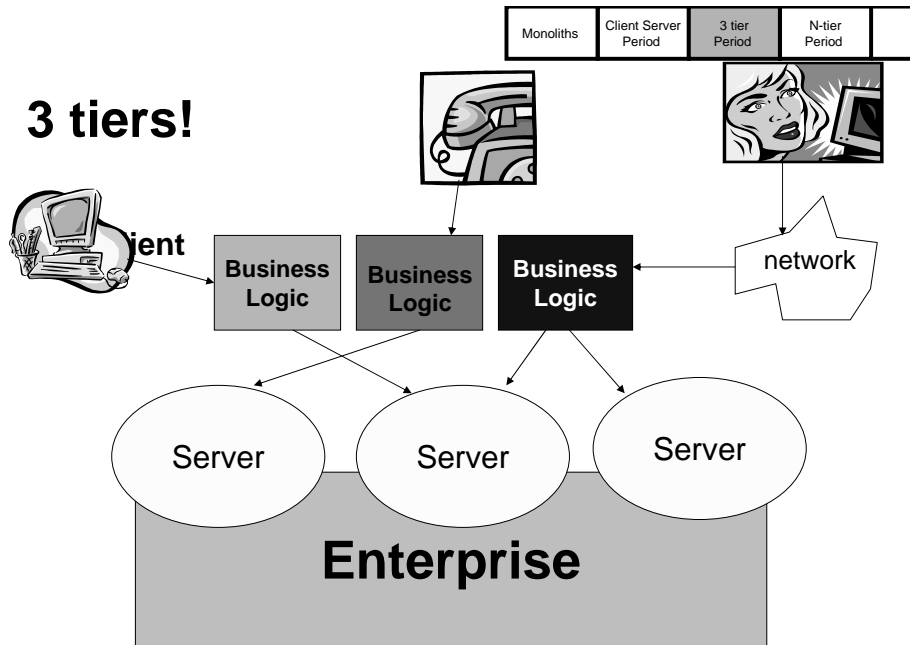 Monoliths
Client Server
Period
3 tier
Period
N-tier
Period
3 tiers!
ient
network
Business
Logic
Business
Logic
Business
Logic
Server
Server
Server
Enterprise